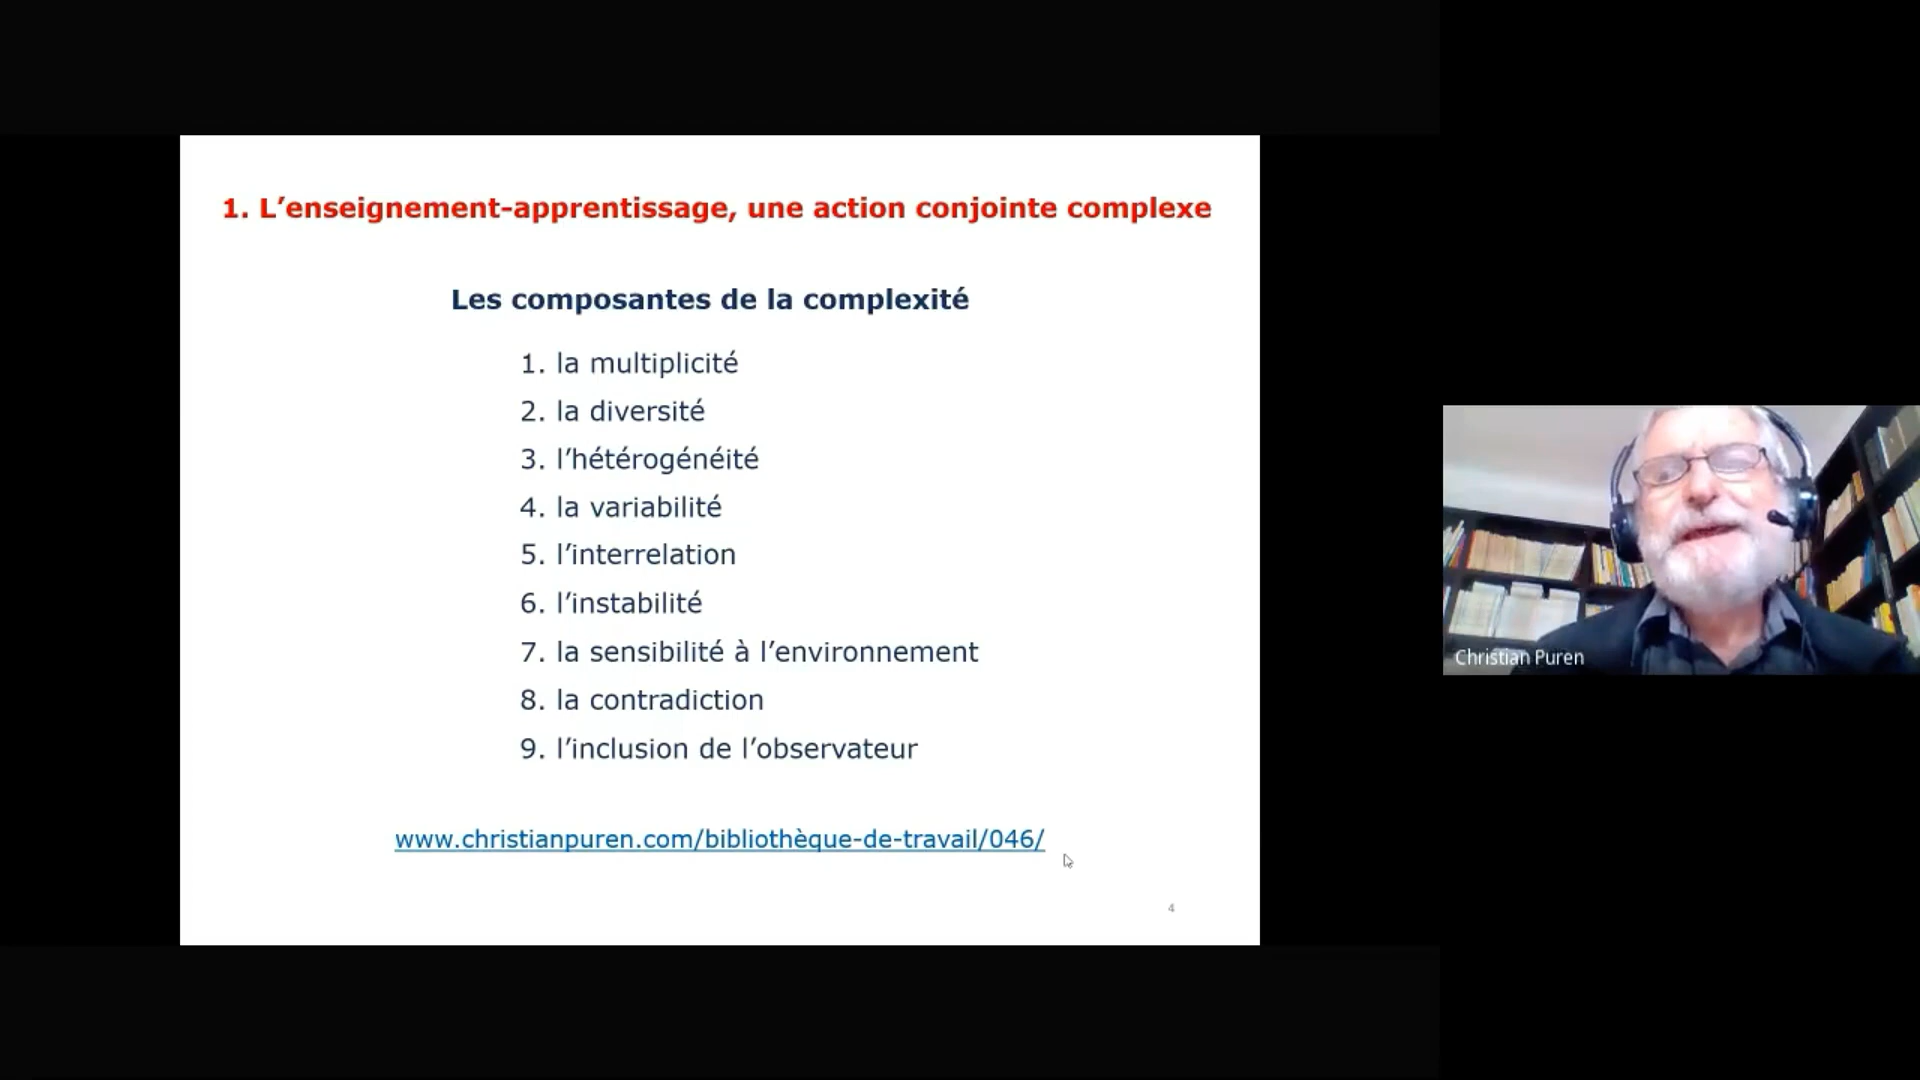 1. L’enseignement-apprentissage, une action conjointe complexe
Les composantes de la complexité
1. la multiplicité
2. la diversité
3. l’hétérogénéité
4. la variabilité
5. l’interrelation
6. l’instabilité
7. la sensibilité à l’environnement
8. la contradiction
9. l’inclusion de l’observateur
www.christianpuren.com/bibliothèque-de-travail/046/
4
Christian Puren